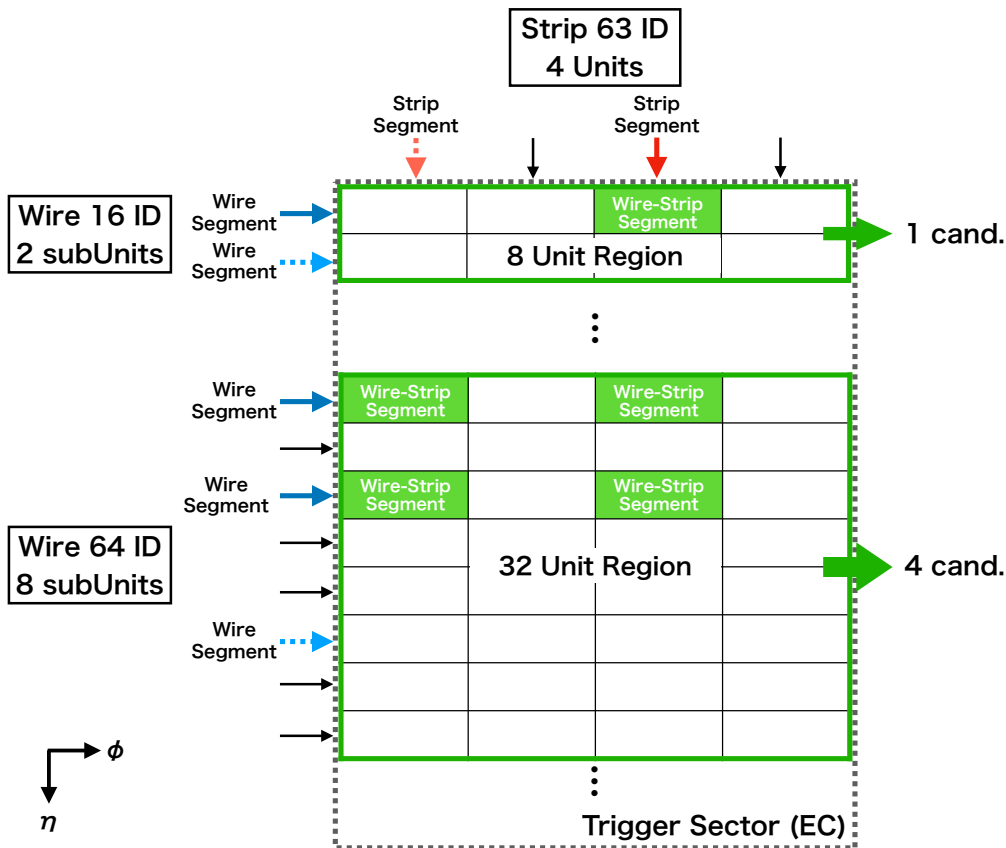 Strip 63 ID
4 Units
Strip
Segment
Strip
Segment
Wire 16 ID
2 subUnits
Wire
Segment
Wire
Segment
Wire-Strip
Segment
8 Unit Region
1 cand.
Wire
Segment
Wire-Strip
Segment
Wire-Strip
Segment
Wire
Segment
Wire-Strip
Segment
Wire-Strip
Segment
Wire 64 ID
8 subUnits
32 Unit Region
4 cand.
Wire
Segment
ϕ
η
Trigger Sector (EC)